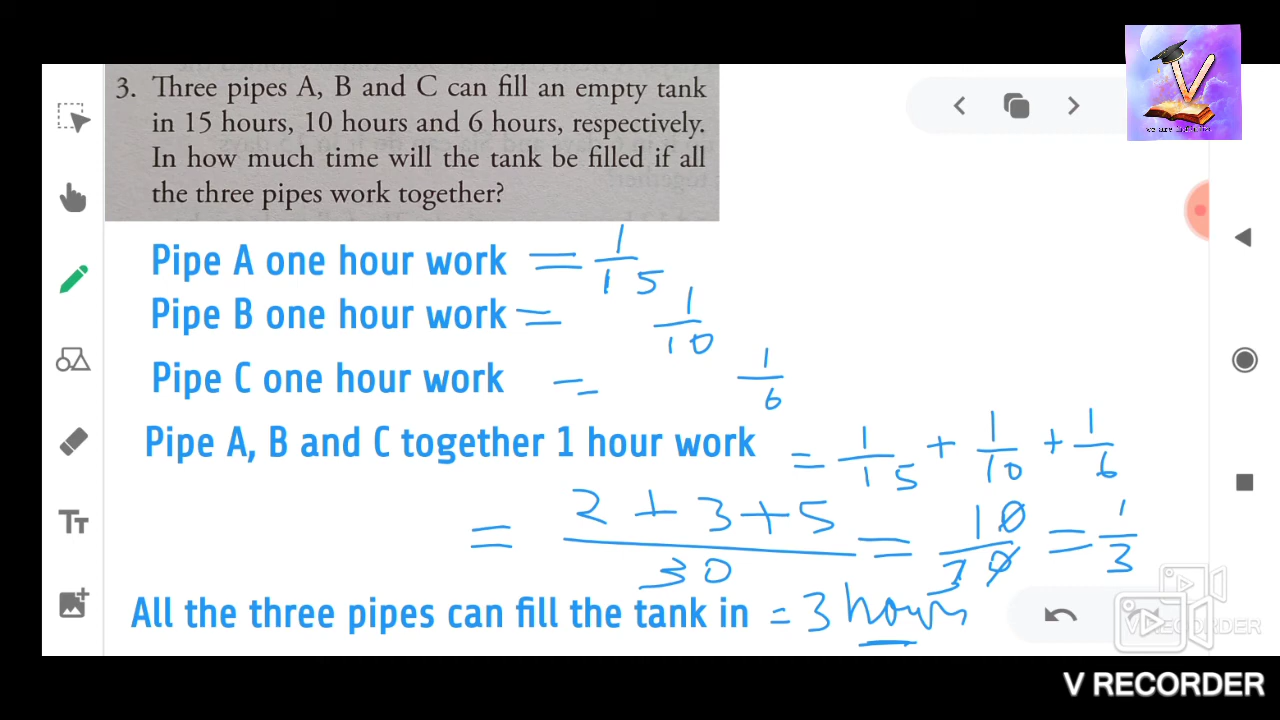 3. Three pipes A, B and C can fill an empty tank
in 15 hours, 10 hours and 6 hours, respectively.
In how much time will the tank be filled if all
the three pipes work together?
Pipe A one hour work = 1/15
Pipe B one hour work = 1/10
Pipe C one hour work = 1/6
Pipe A, B and C together 1 hour work = 1/15 + 1/10 + 1/6
= 2+3+5/30 = 10/30 = 1/3
All the three pipes can fill the tank in = 3 hours
Tt
V
V RECORDER
V RECORDER